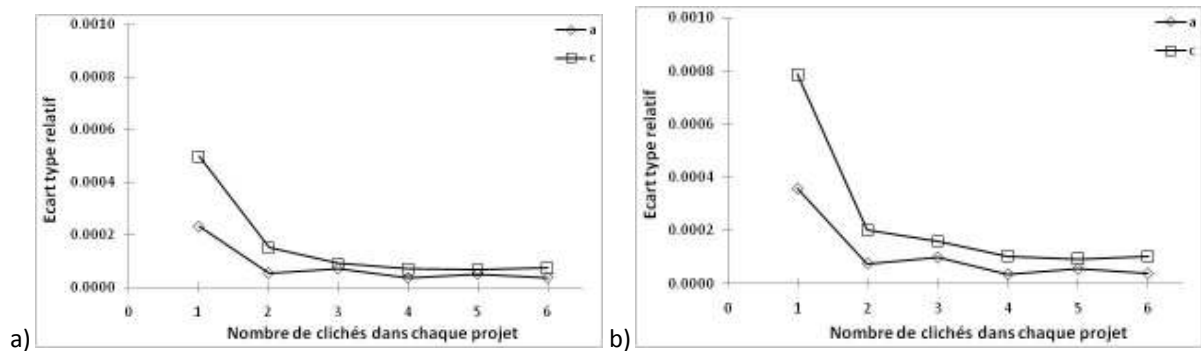 0.0010
0.0008
0.0006
0.0004
0.0002
0.0000
Ecart type relatif
0 1 2 3 4 5 6
Nombre de clichés dans chaque projet
a
c
a)
0.0010
0.0008
0.0006
0.0004
0.0002
0.0000
Ecart type relatif
0 1 2 3 4 5 6
Nombre de clichés dans chaque projet
a
c
b)